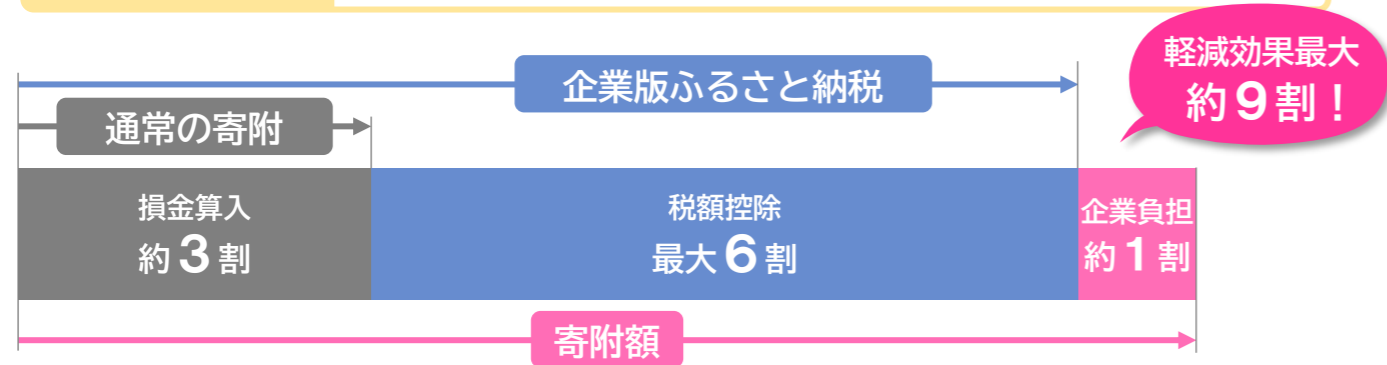 軽減効果最大
約9割！
企業版ふるさと納税
通常の寄附
損金算入
約3割
税額控除
最大6割
企業負担
約1割
寄附額